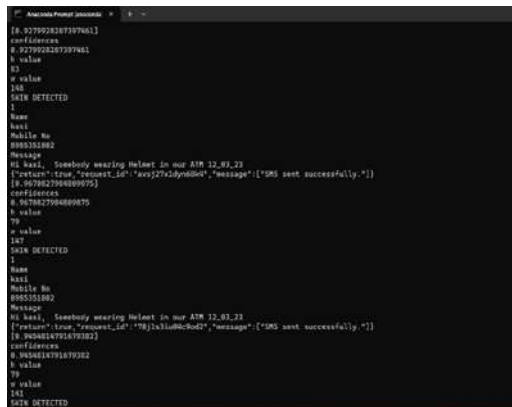 Anaconda Prompt (anaconda
[0.9279928287397461]
confidences
0.9279928287397461
h value
83
w value
148
SKIN DETECTED
1
Name
kasi
Mobile No
8985351802
Message
Hi kasi, Somebody wearing Helmet in our ATM 12_03_23
{"return":true,"request_id":"avsj27x1dyn68k4","message":["SMS sent successfully."]}
[0.9678827984809875]
confidences
0.9678827984809875
h value
79
w value
147
SKIN DETECTED
1
Name
kasi
Mobile No
8985351802
Message
Hi kasi, Somebody wearing Helmet in our ATM 12_03_23
{"return":true,"request_id":"78j1s3iu04c9od2","message":["SMS sent successfully."]}
[0.9454814791679382]
confidences
0.9454814791679382
h value
79
w value
141
SKIN DETECTED